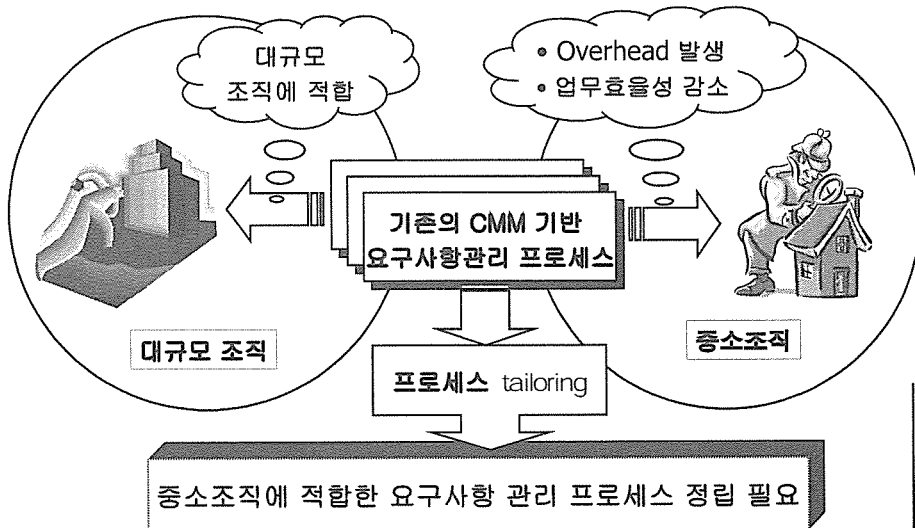 대규모
조직에 적합
• Overhead 발생
• 업무효율성 감소
기존의 CMM 기반
요구사항관리 프로세스
대규모 조직
중소조직
프로세스 tailoring
중소조직에 적합한 요구사항 관리 프로세스 정립 필요